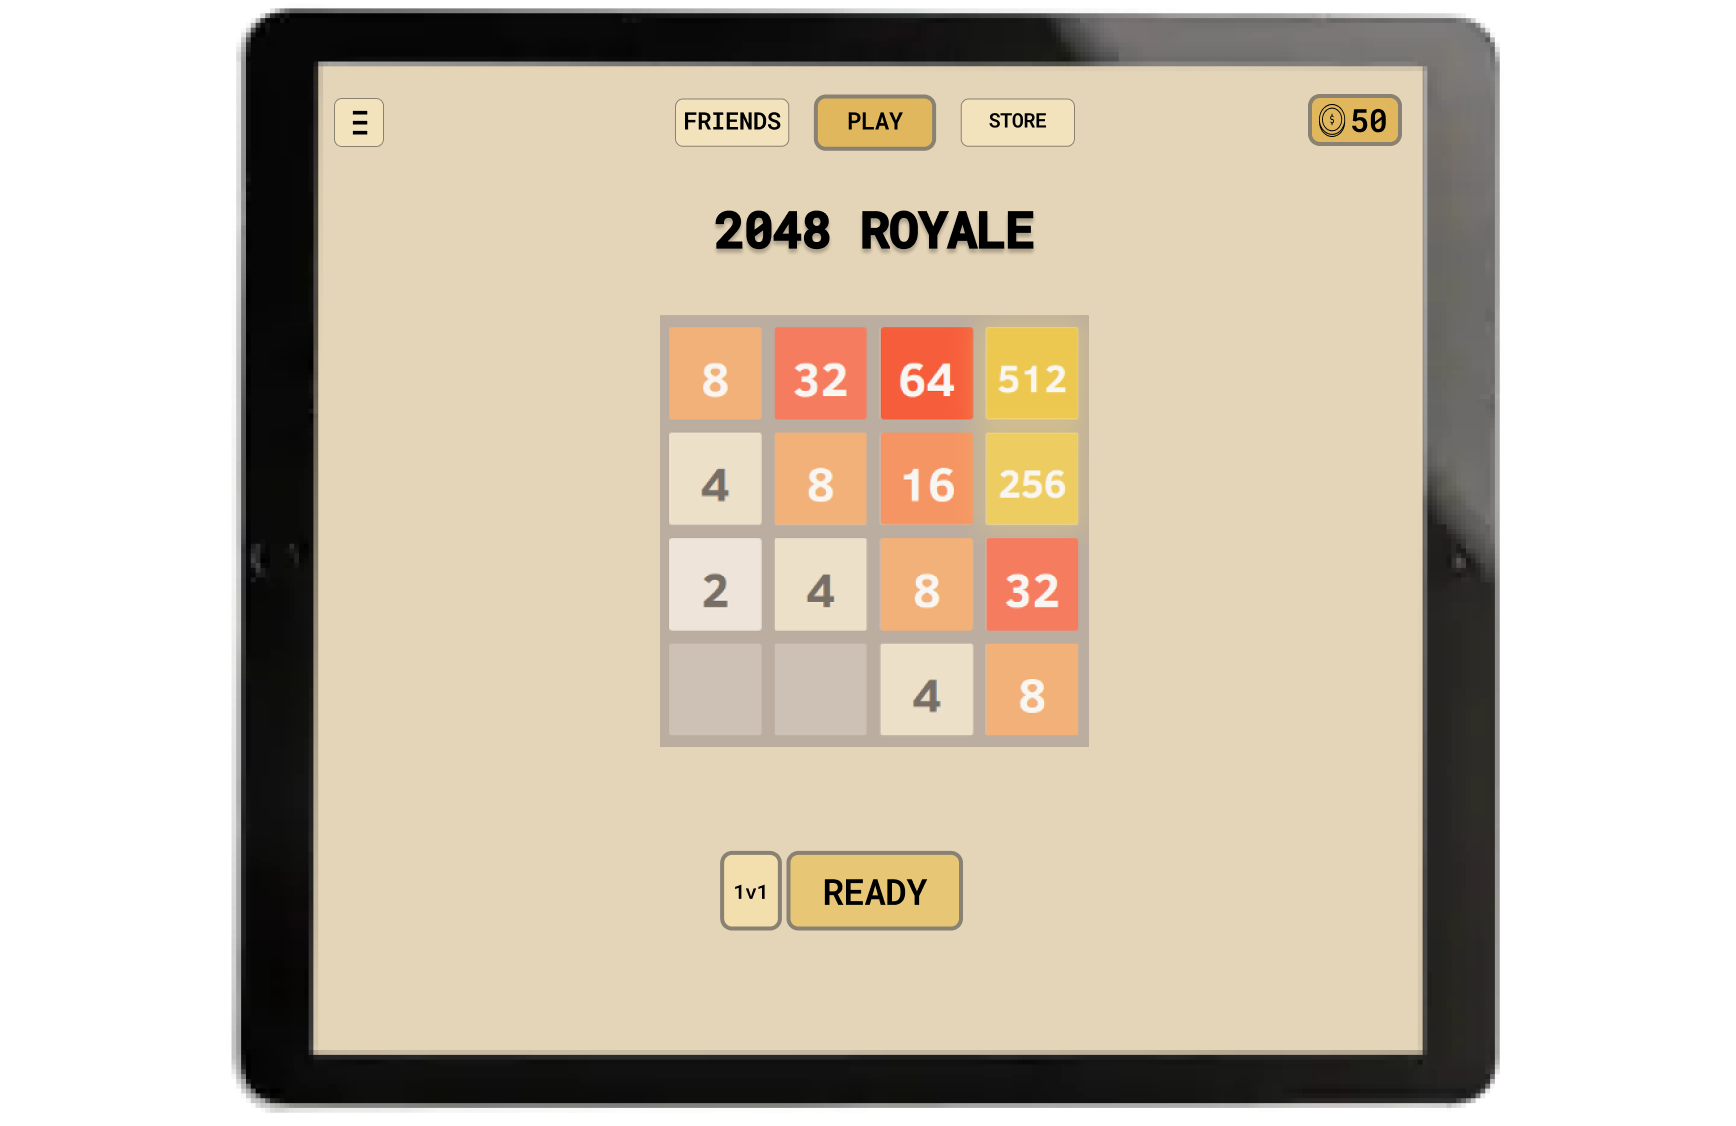 FRIENDS PLAY STORE $ 50
2048 ROYALE
8 32 64 512
4 8 16 256
2 4 8 32
4 8
1v1 READY